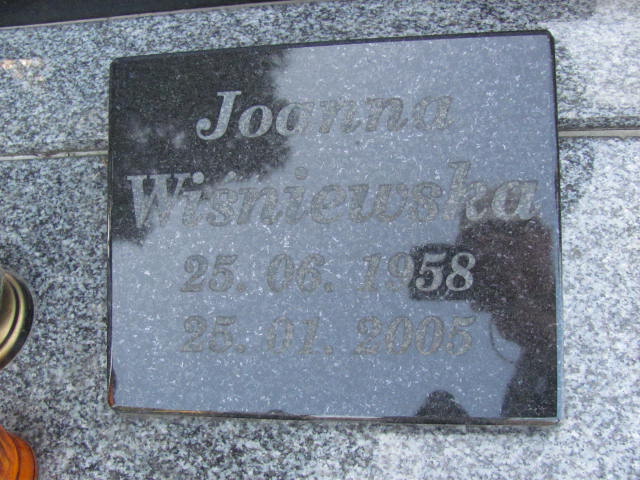 Joanna
Wiśniewska
25. 06. 1958
25. 01. 2005